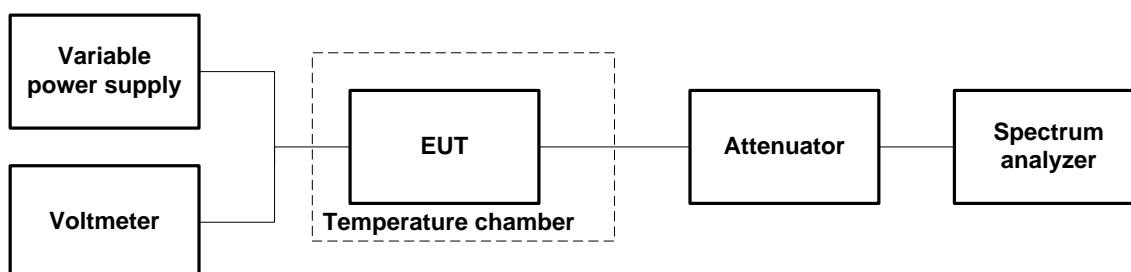 Variable
power supply
EUT
Attenuator
Spectrum
analyzer
Voltmeter
Temperature chamber